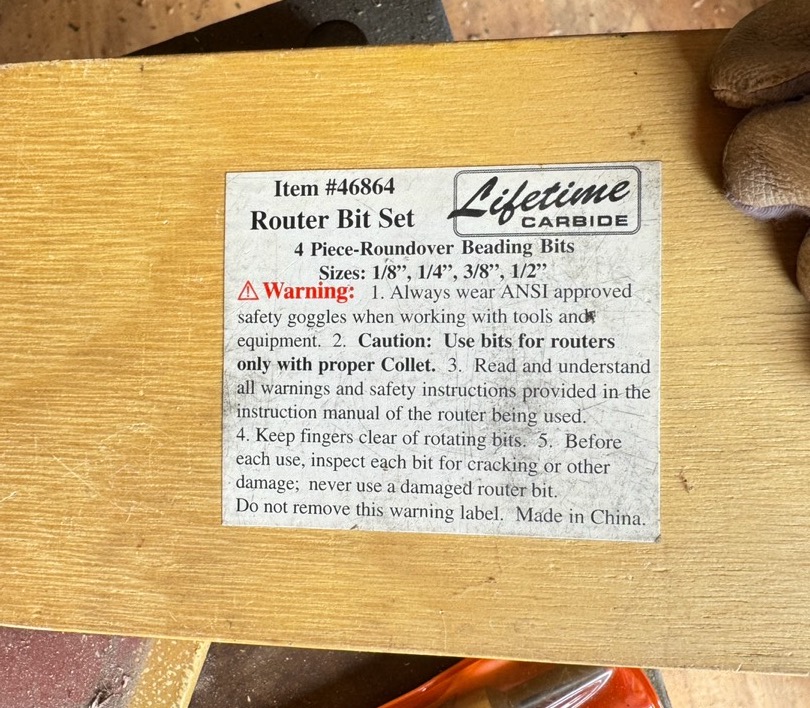 Item #46864
Lifetime
CARBIDE
Router Bit Set
4 Piece-Roundover Beading Bits
Sizes: 1/8”, 1/4”, 3/8”, 1/2”
⚠ Warning: 1. Always wear ANSI approved
safety goggles when working with tools and
equipment. 2. Caution: Use bits for routers
only with proper Collet. 3. Read and understand
all warnings and safety instructions provided in the
instruction manual of the router being used.
4. Keep fingers clear of rotating bits. 5. Before
each use, inspect each bit for cracking or other
damage; never use a damaged router bit.
Do not remove this warning label. Made in China.